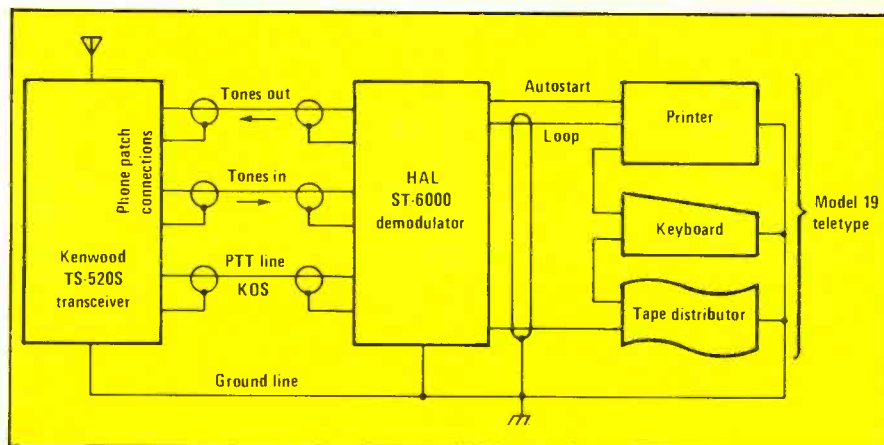 Tones out
Phone patch
connections
Tones in
Kenwood
TS-520S
transceiver
PTT line
KOS
Ground line
HAL
ST-6000
demodulator
Autostart
Loop
Printer
Keyboard
Tape distributor
Model 19
teletype